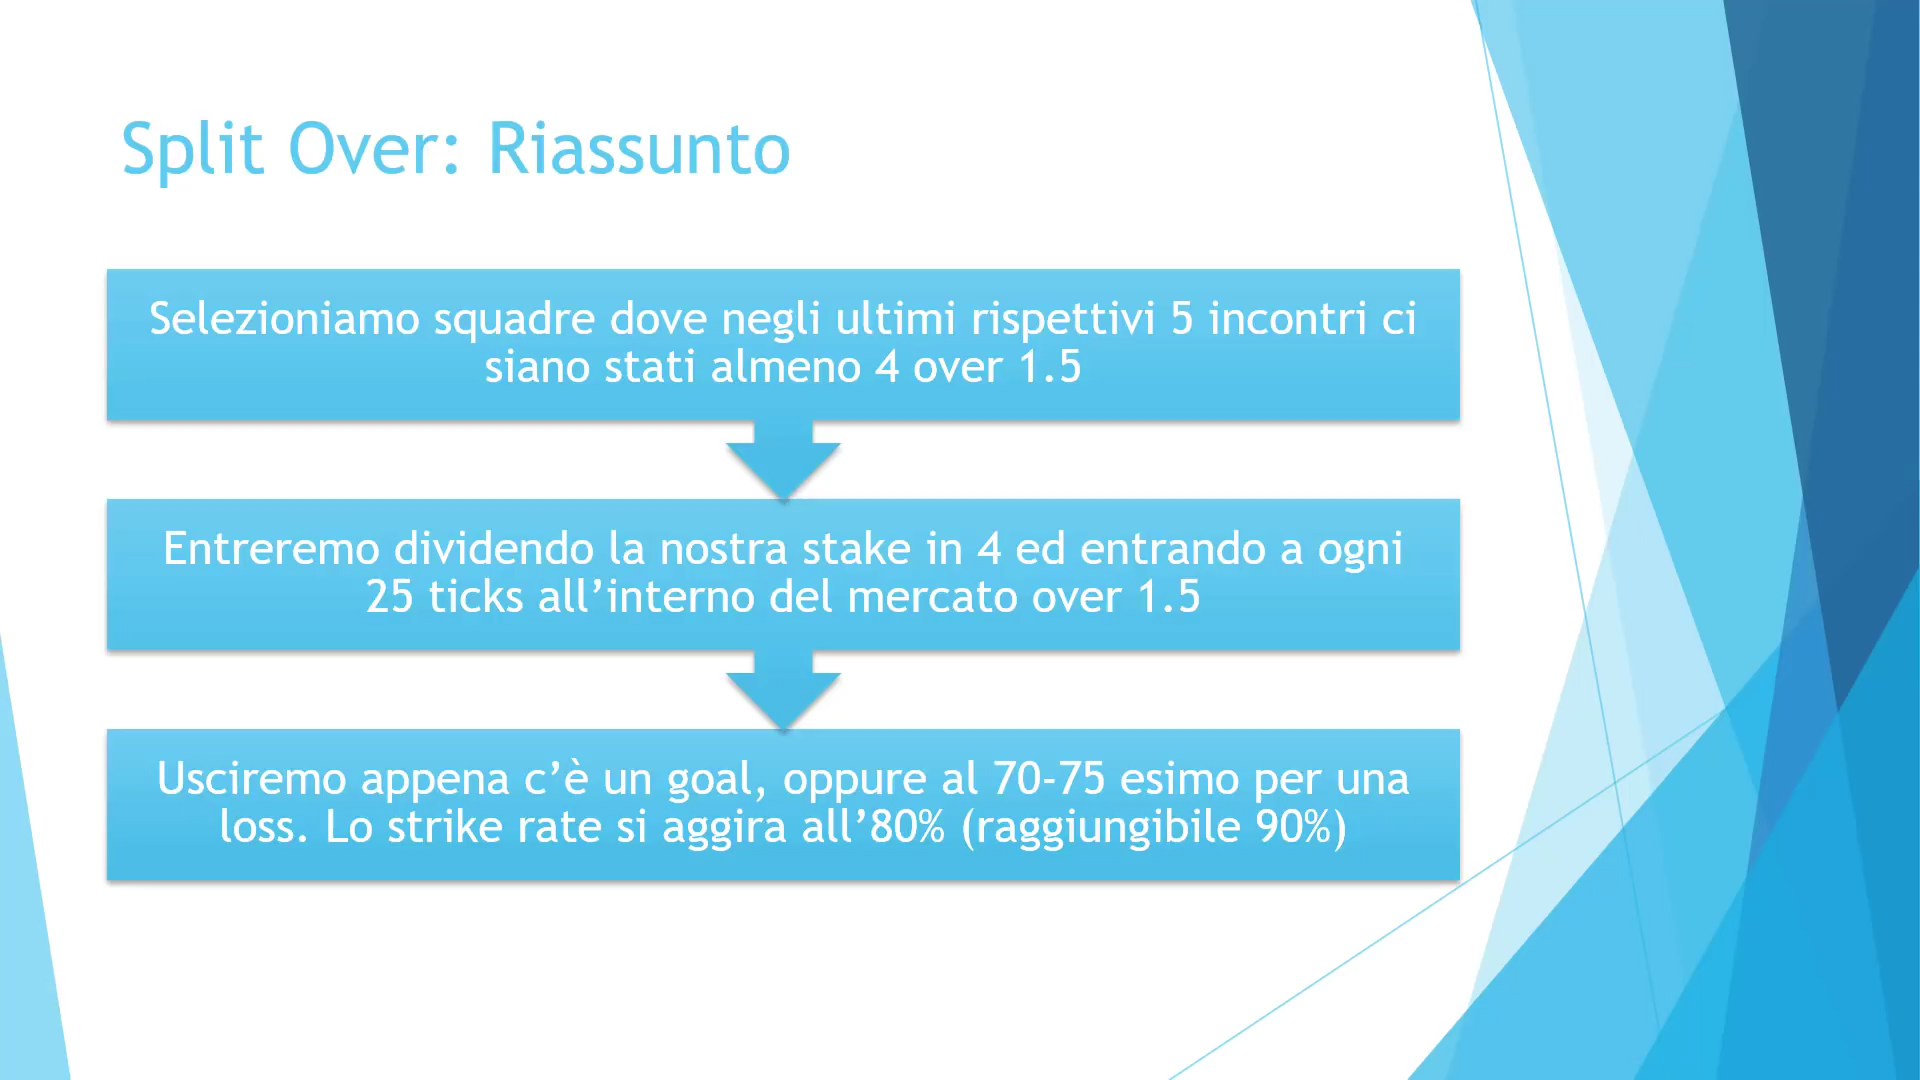 Split Over: Riassunto
Selezioniamo squadre dove negli ultimi rispettivi 5 incontri ci
siano stati almeno 4 over 1.5
Entreremo dividendo la nostra stake in 4 ed entrando a ogni
25 ticks all’interno del mercato over 1.5
Usciremo appena c’è un goal, oppure al 70-75 esimo per una
loss. Lo strike rate si aggira all’80% (raggiungibile 90%)